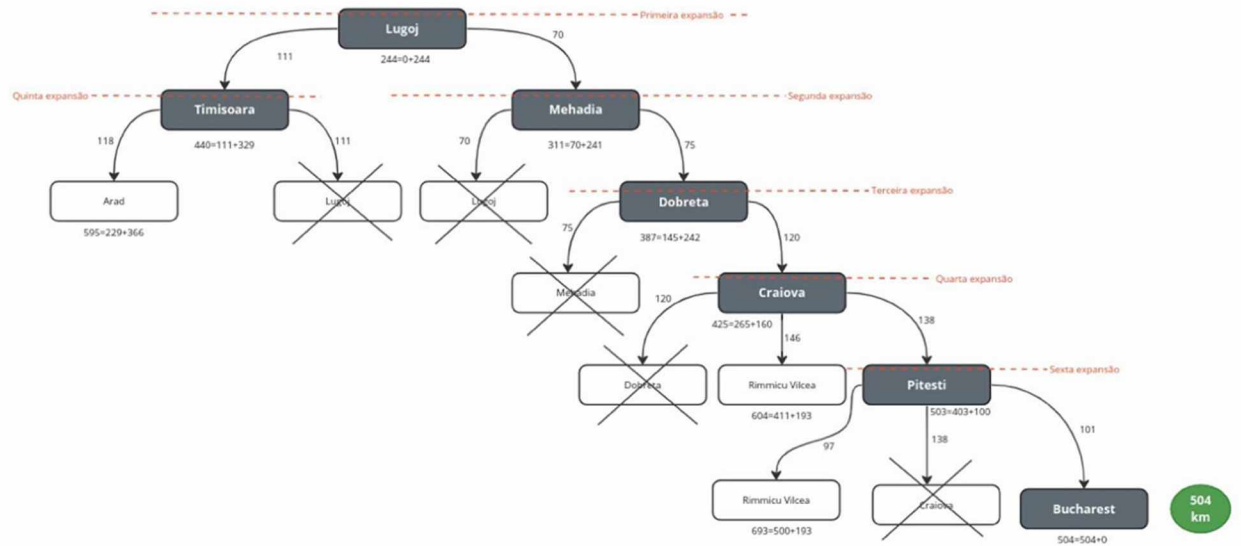 Primeira expansão
Lugoj
70
111
244=0+244
Quinta expansão
Segunda expansão
Timisoara
Mehadia
118
111
440=111+329
70
311=70+241
75
Arad
Lugoj
Lugoj
Terceira expansão
Dobreta
595=229+366
75
387=145+242
120
Mehadia
Quarta expansão
Craiova
120
425=265+160
146
138
Dobreta
Rimmicu Vilcea
Sexta expansão
Pitesti
604=411+193
503=403+100
97
138
101
Rimmicu Vilcea
Craiova
Bucharest
504
km
693=500+193
504=504+0